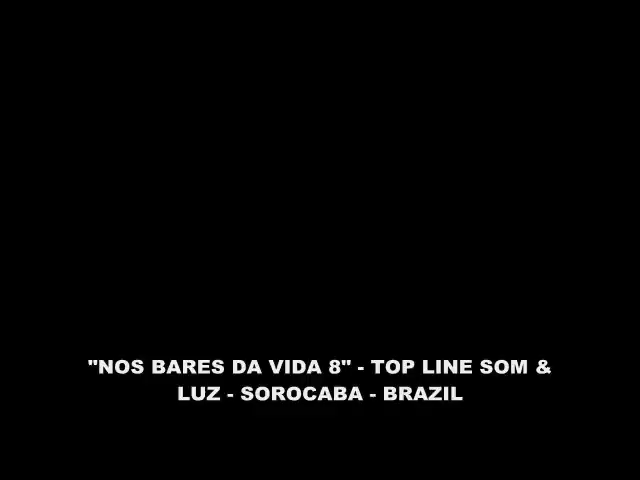 "NOS BARES DA VIDA 8" - TOP LINE SOM &
LUZ - SOROCABA - BRAZIL